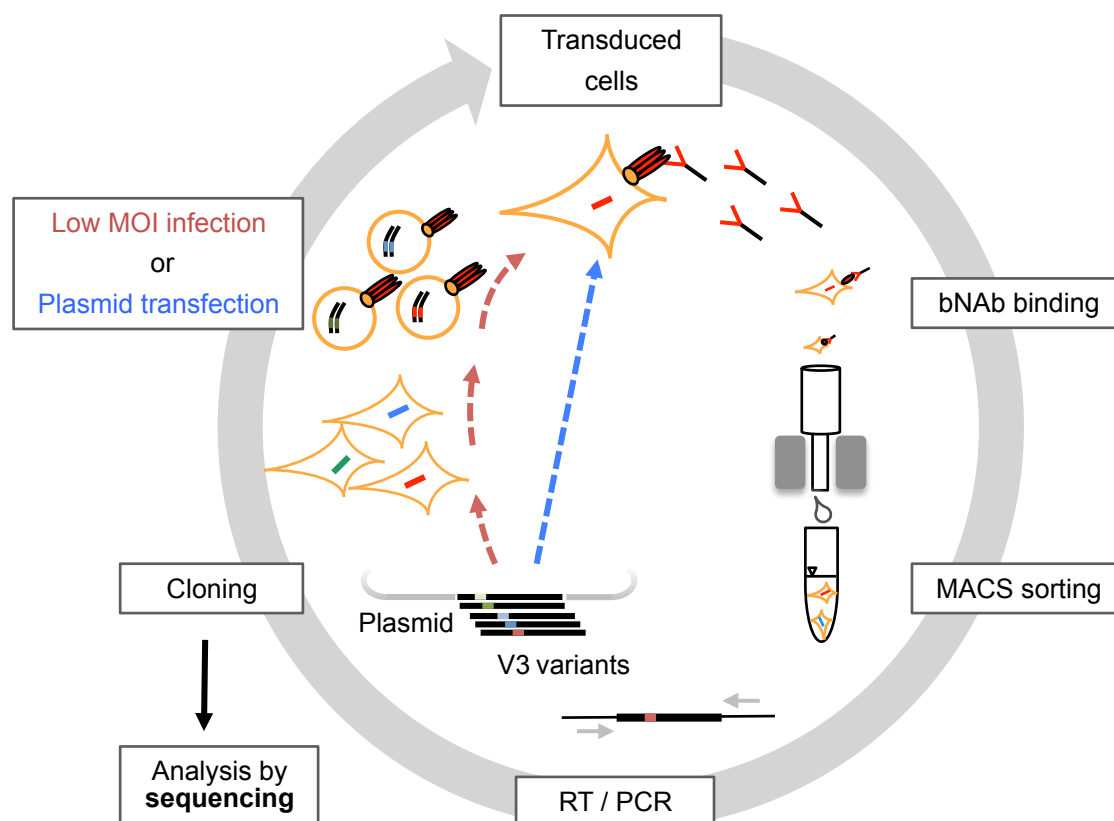 Transduced
cells
Low MOI infection
or
Plasmid transfection
bNAb binding
Cloning
MACS sorting
Plasmid
V3 variants
Analysis by
sequencing
RT / PCR